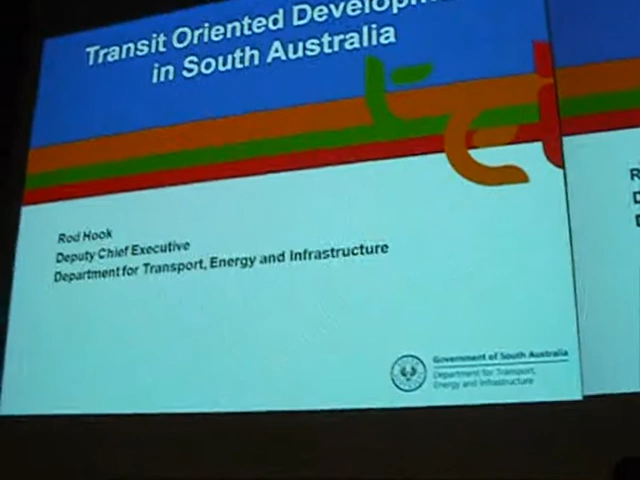 Transit Oriented Developm
in South Australia
Rod Hook
Deputy Chief Executive
Department for Transport, Energy and Infrastructure
Government of South Australia
Department for Transport,
Energy and Infrastructure